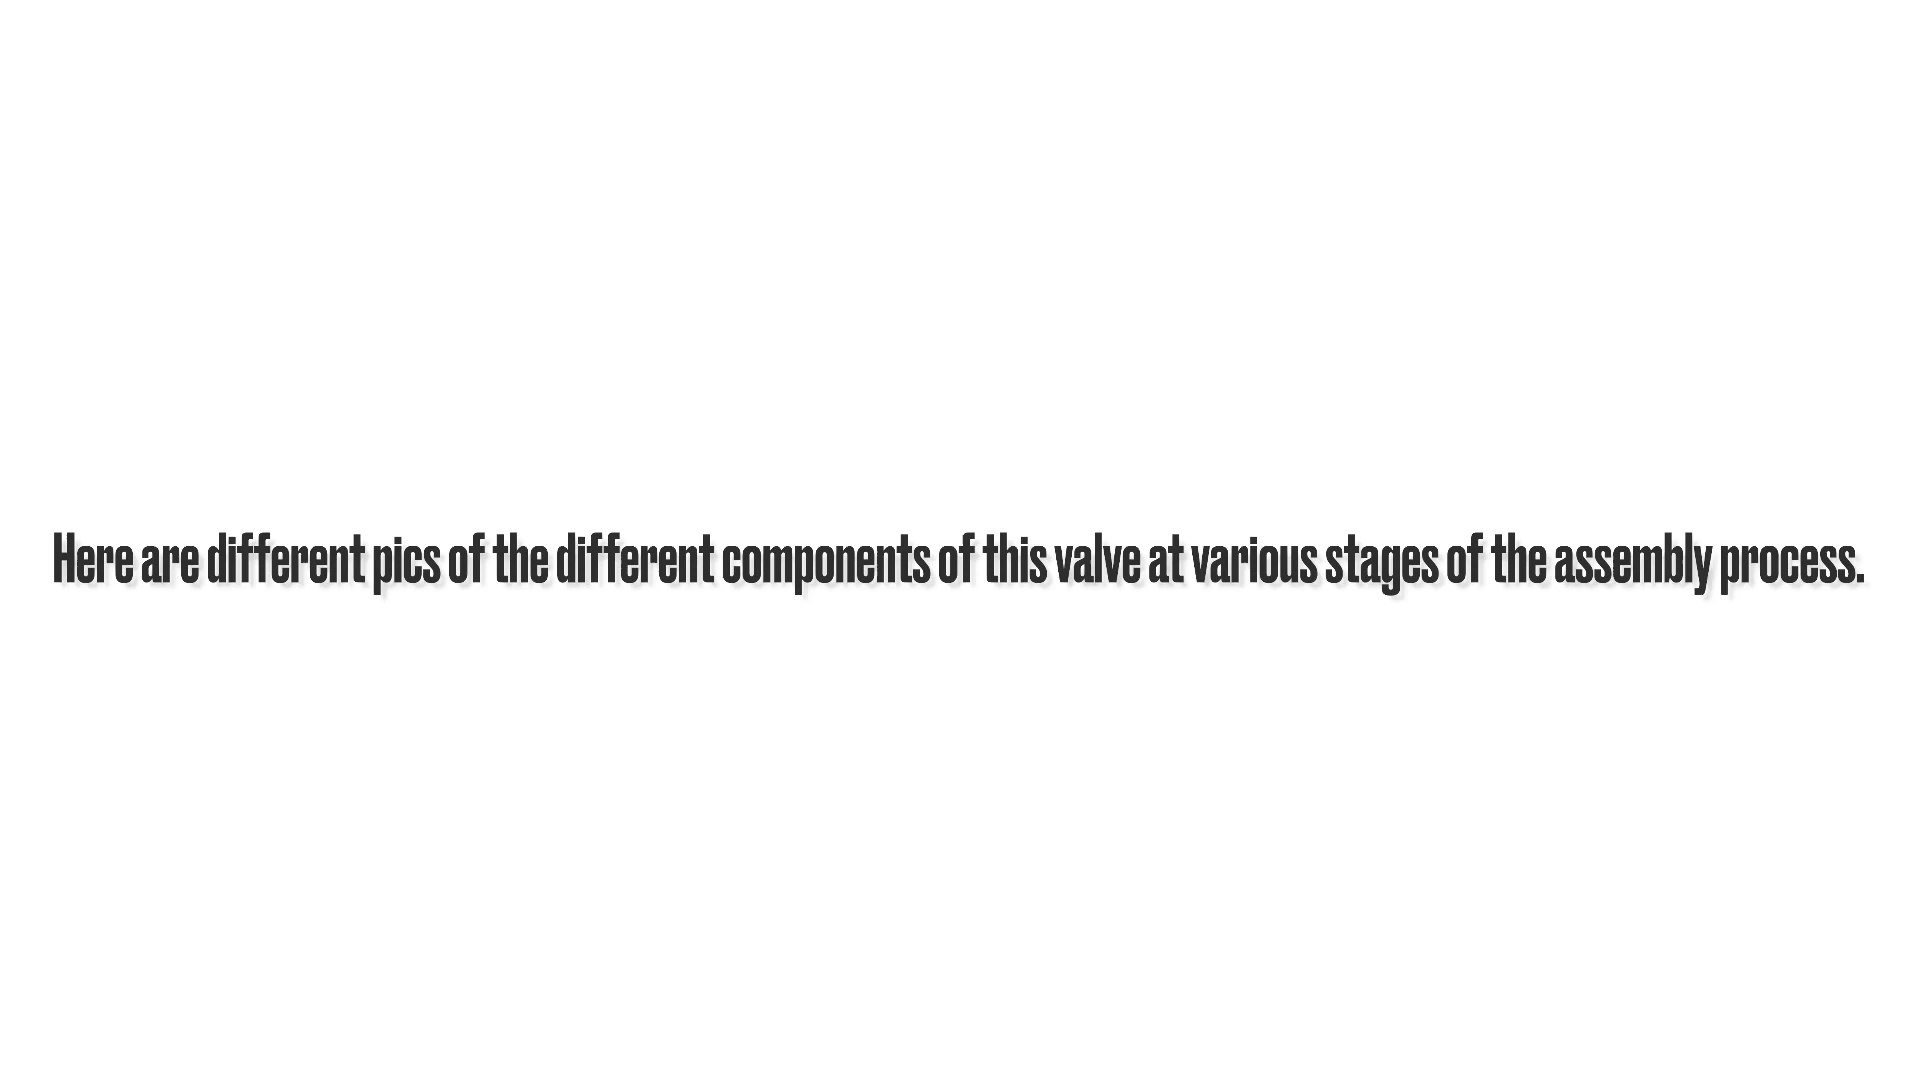 Here are different pics of the different components of this valve at various stages of the assembly process.